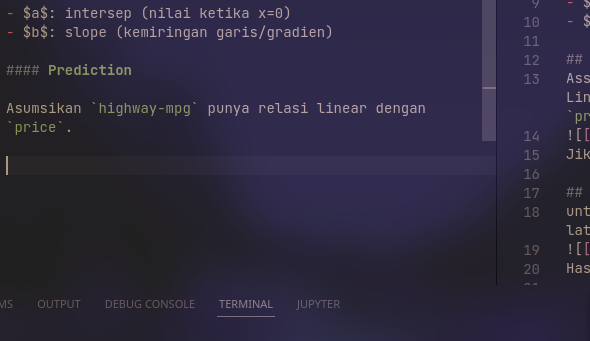 - $a$: intersep (nilai ketika x=0)
- $b$: slope (kemiringan garis/gradien)
#### Prediction
Asumsikan `highway-mpg` punya relasi linear dengan
`price`.
9 -
10 - $
11
12 ##
13 Ass
Lin
`pr
14 ![[
15 Jik
16
17 ##
18 unt
lat
19 ![[
20 Has
MS OUTPUT DEBUG CONSOLE TERMINAL JUPYTER